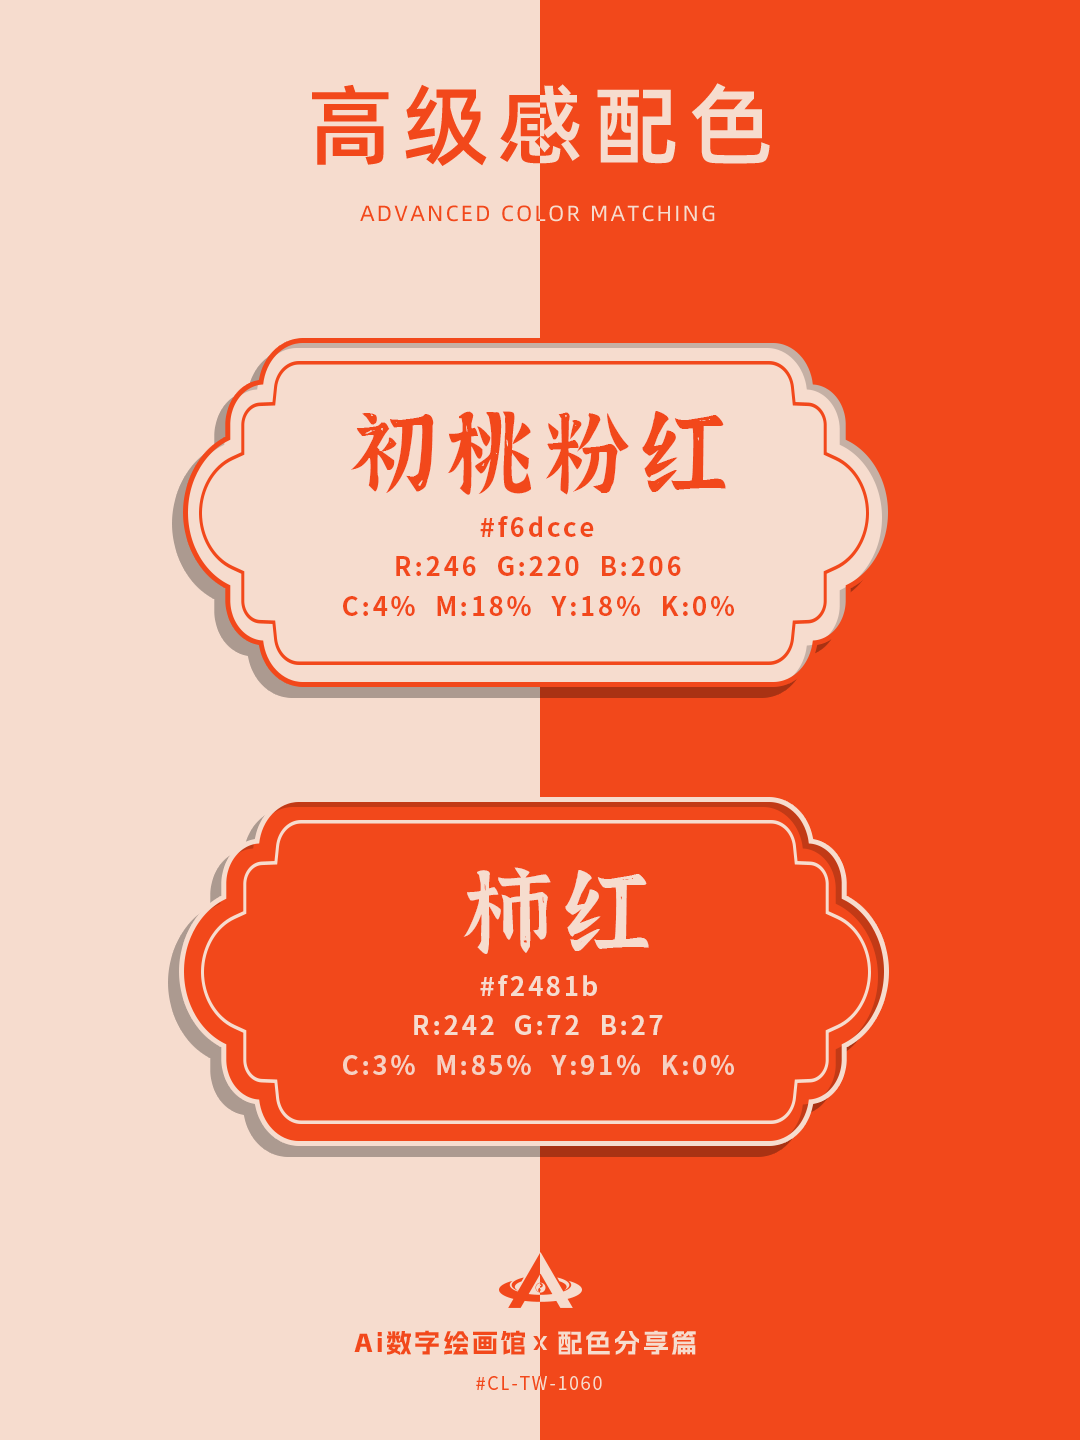 高级感配色
ADVANCED COLOR MATCHING
初桃粉红
#f6dcce
R:246 G:220 B:206
C:4% M:18% Y:18% K:0%
柿红
#f2481b
R:242 G:72 B:27
C:3% M:85% Y:91% K:0%
Ai数字绘画馆 x 配色分享篇
#CL-TW-1060